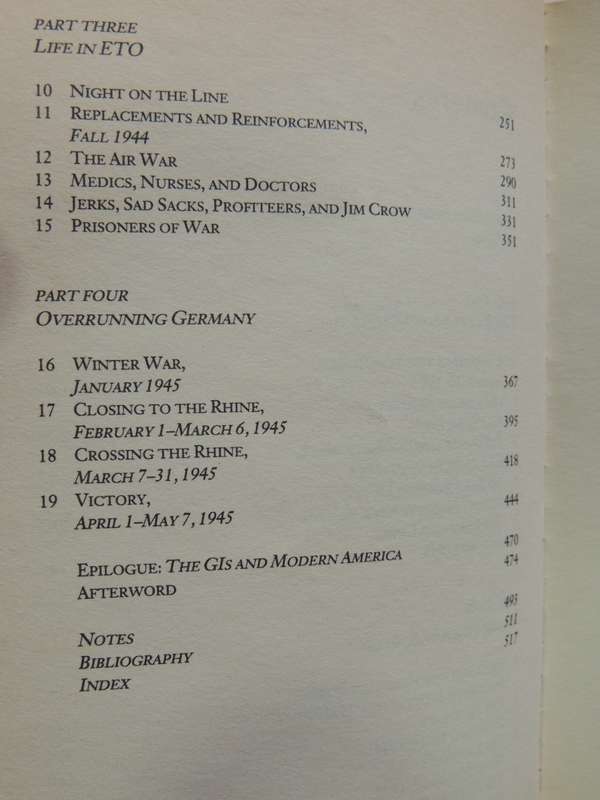 PART THREE
LIFE IN ETO
10 NIGHT ON THE LINE 251
11 REPLACEMENTS AND REINFORCEMENTS,
FALL 1944 273
12 THE AIR WAR 290
13 MEDICS, NURSES, AND DOCTORS 311
14 JERKS, SAD SACKS, PROFITEERS, AND JIM CROW 331
15 PRISONERS OF WAR 351
PART FOUR
OVERRUNNING GERMANY
16 WINTER WAR,
JANUARY 1945 367
17 CLOSING TO THE RHINE,
FEBRUARY 1–MARCH 6, 1945 395
18 CROSSING THE RHINE,
MARCH 7–31, 1945 418
19 VICTORY,
APRIL 1–MAY 7, 1945 444
EPILOGUE: THE GIS AND MODERN AMERICA 470
AFTERWORD 474
NOTES 493
BIBLIOGRAPHY 511
INDEX 517